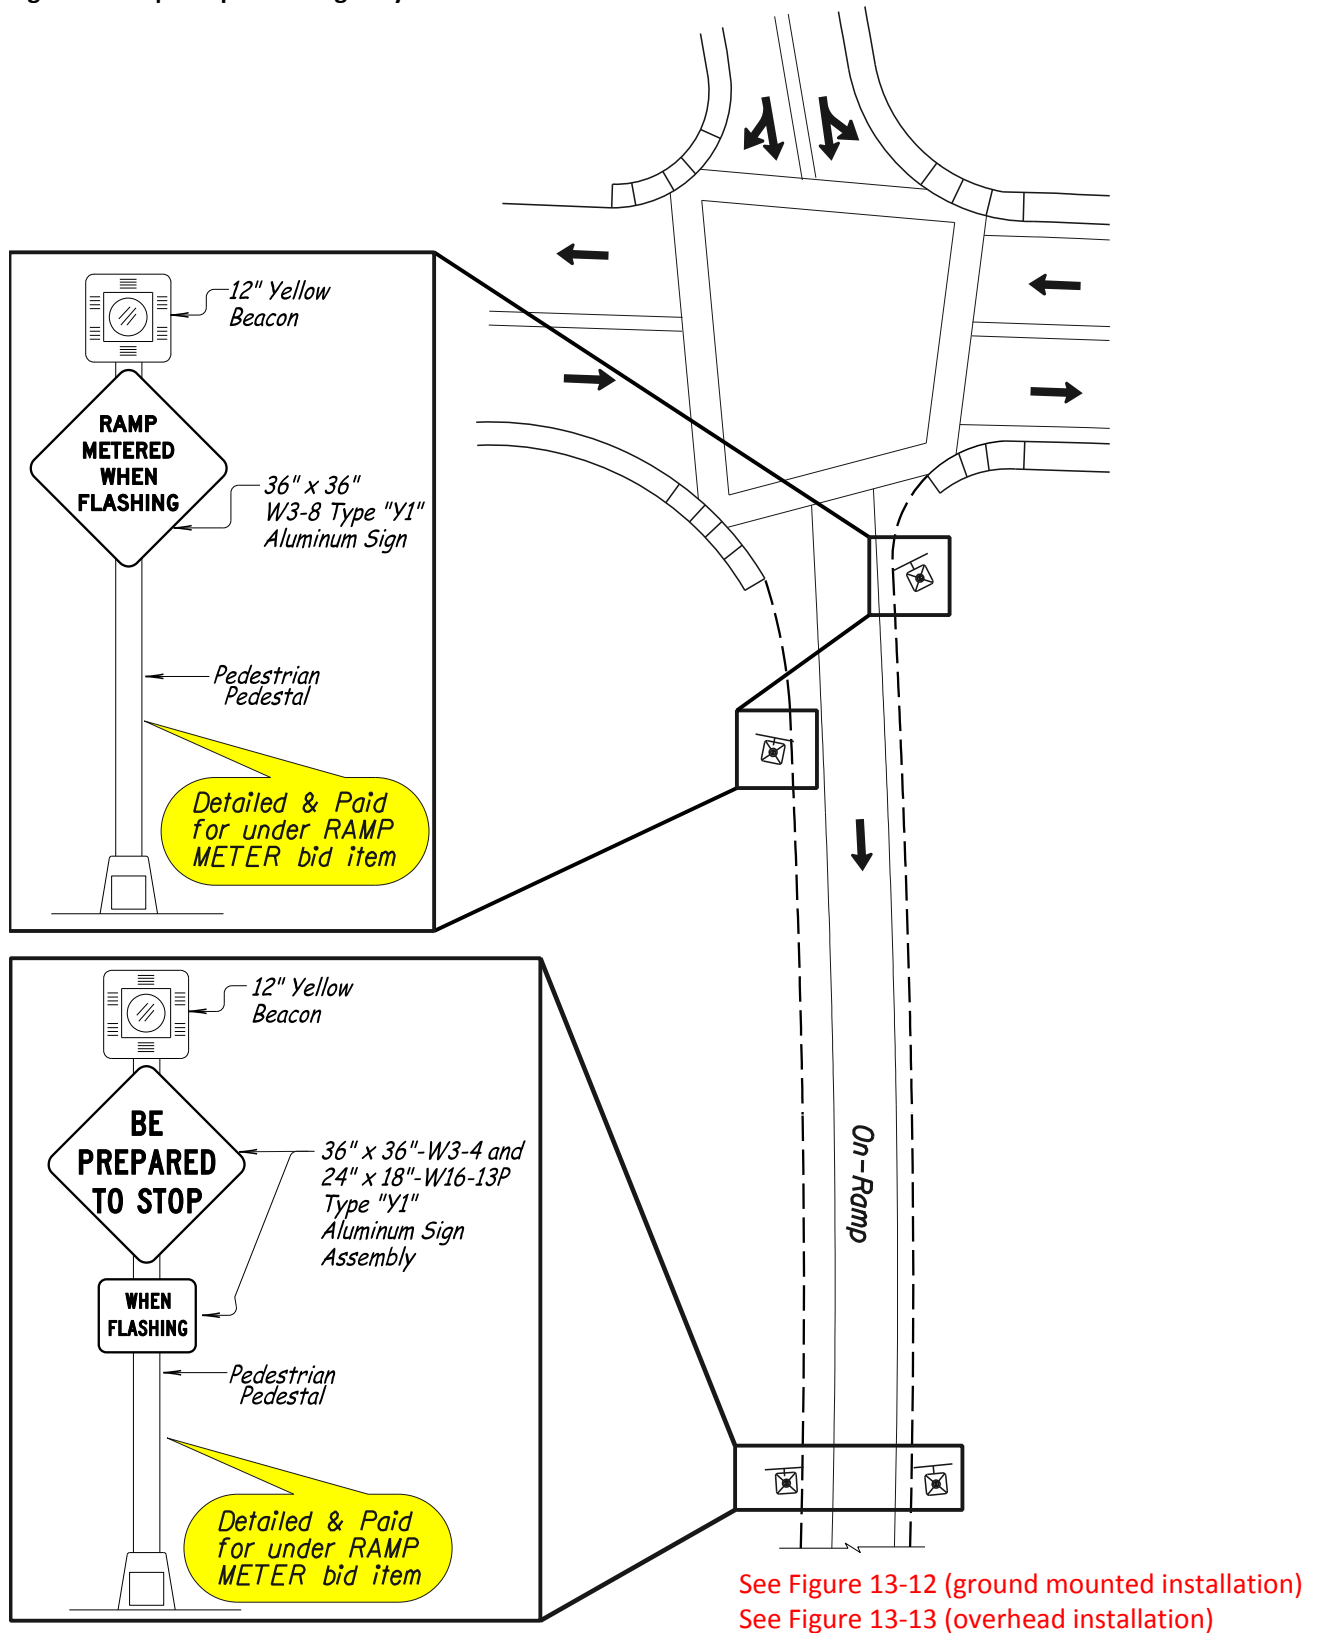 12" Yellow
Beacon
RAMP
METERED
WHEN
FLASHING
36" x 36"
W3-8 Type "Y1"
Aluminum Sign
Pedestrian
Pedestal
Detailed & Paid
for under RAMP
METER bid item
12" Yellow
Beacon
BE
PREPARED
TO STOP
36" x 36"-W3-4 and
24" x 18"-W16-13P
Type "Y1"
Aluminum Sign
Assembly
WHEN
FLASHING
Pedestrian
Pedestal
Detailed & Paid
for under RAMP
METER bid item
On-Ramp
See Figure 13-12 (ground mounted installation)
See Figure 13-13 (overhead installation)